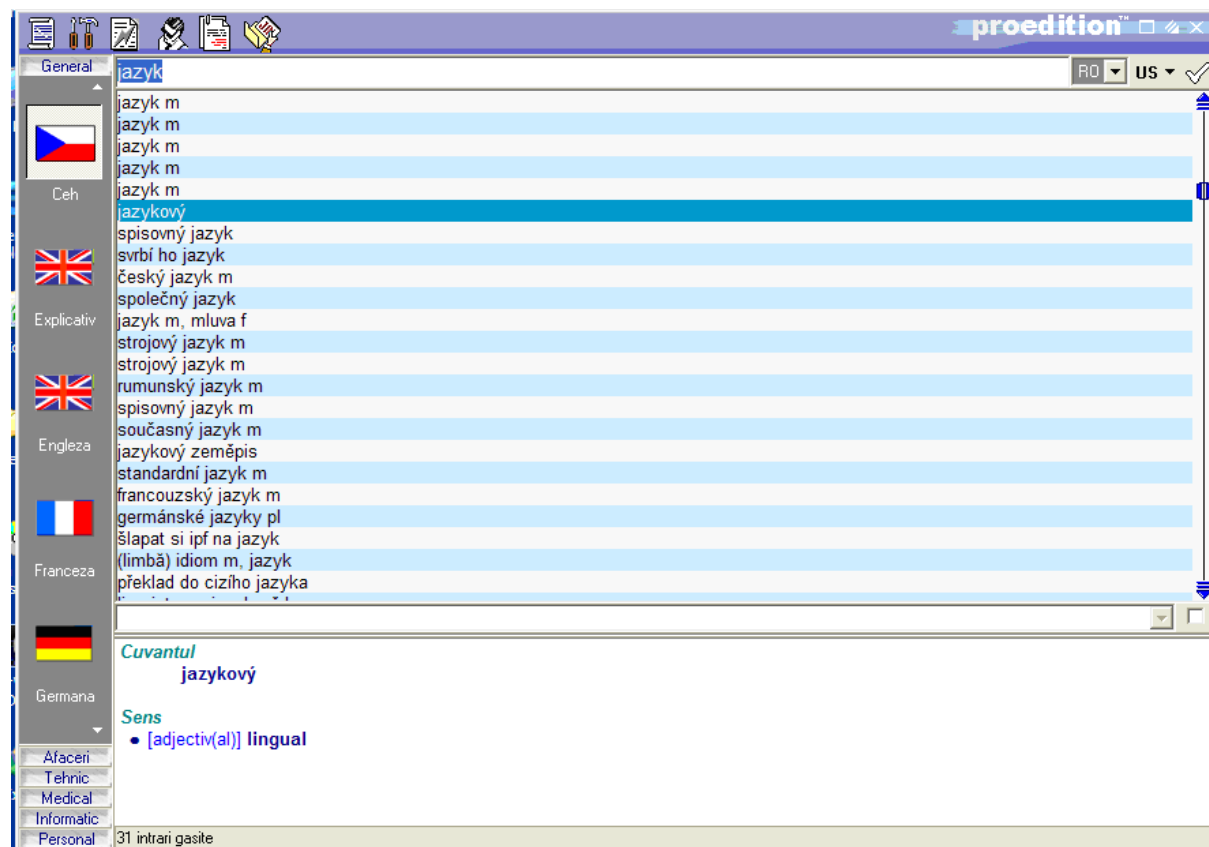 proedition™
General
jazyk
RO
US
jazyk m
jazyk m
jazyk m
jazyk m
jazyk m
jazykový
spisovný jazyk
svrbí ho jazyk
český jazyk m
společný jazyk
jazyk m, mluva f
strojový jazyk m
strojový jazyk m
rumunský jazyk m
spisovný jazyk m
současný jazyk m
jazykový zeměpis
standardní jazyk m
francouzský jazyk m
germánské jazyky pl
šlapat si ipf na jazyk
(limbă) idiom m, jazyk
překlad do cizího jazyka
Ceh
Explicativ
Engleza
Franceza
Germana
Afaceri
Tehnic
Medical
Informatic
Personal
Cuvantul
jazykový
Sens
• [adjectiv(al)] lingual
31 intrari gasite